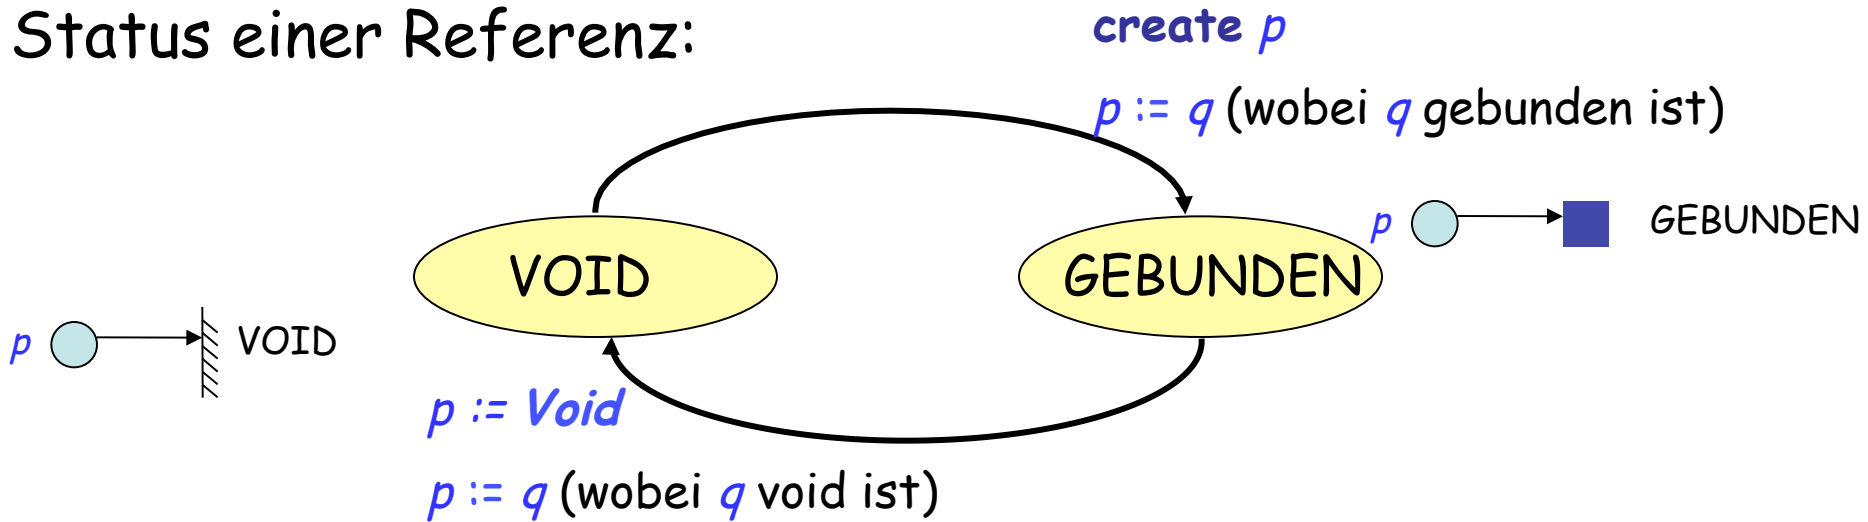 Status einer Referenz:
create p
p := q (wobei q gebunden ist)
VOID
GEBUNDEN
p
GEBUNDEN
p
VOID
p := Void
p := q (wobei q void ist)